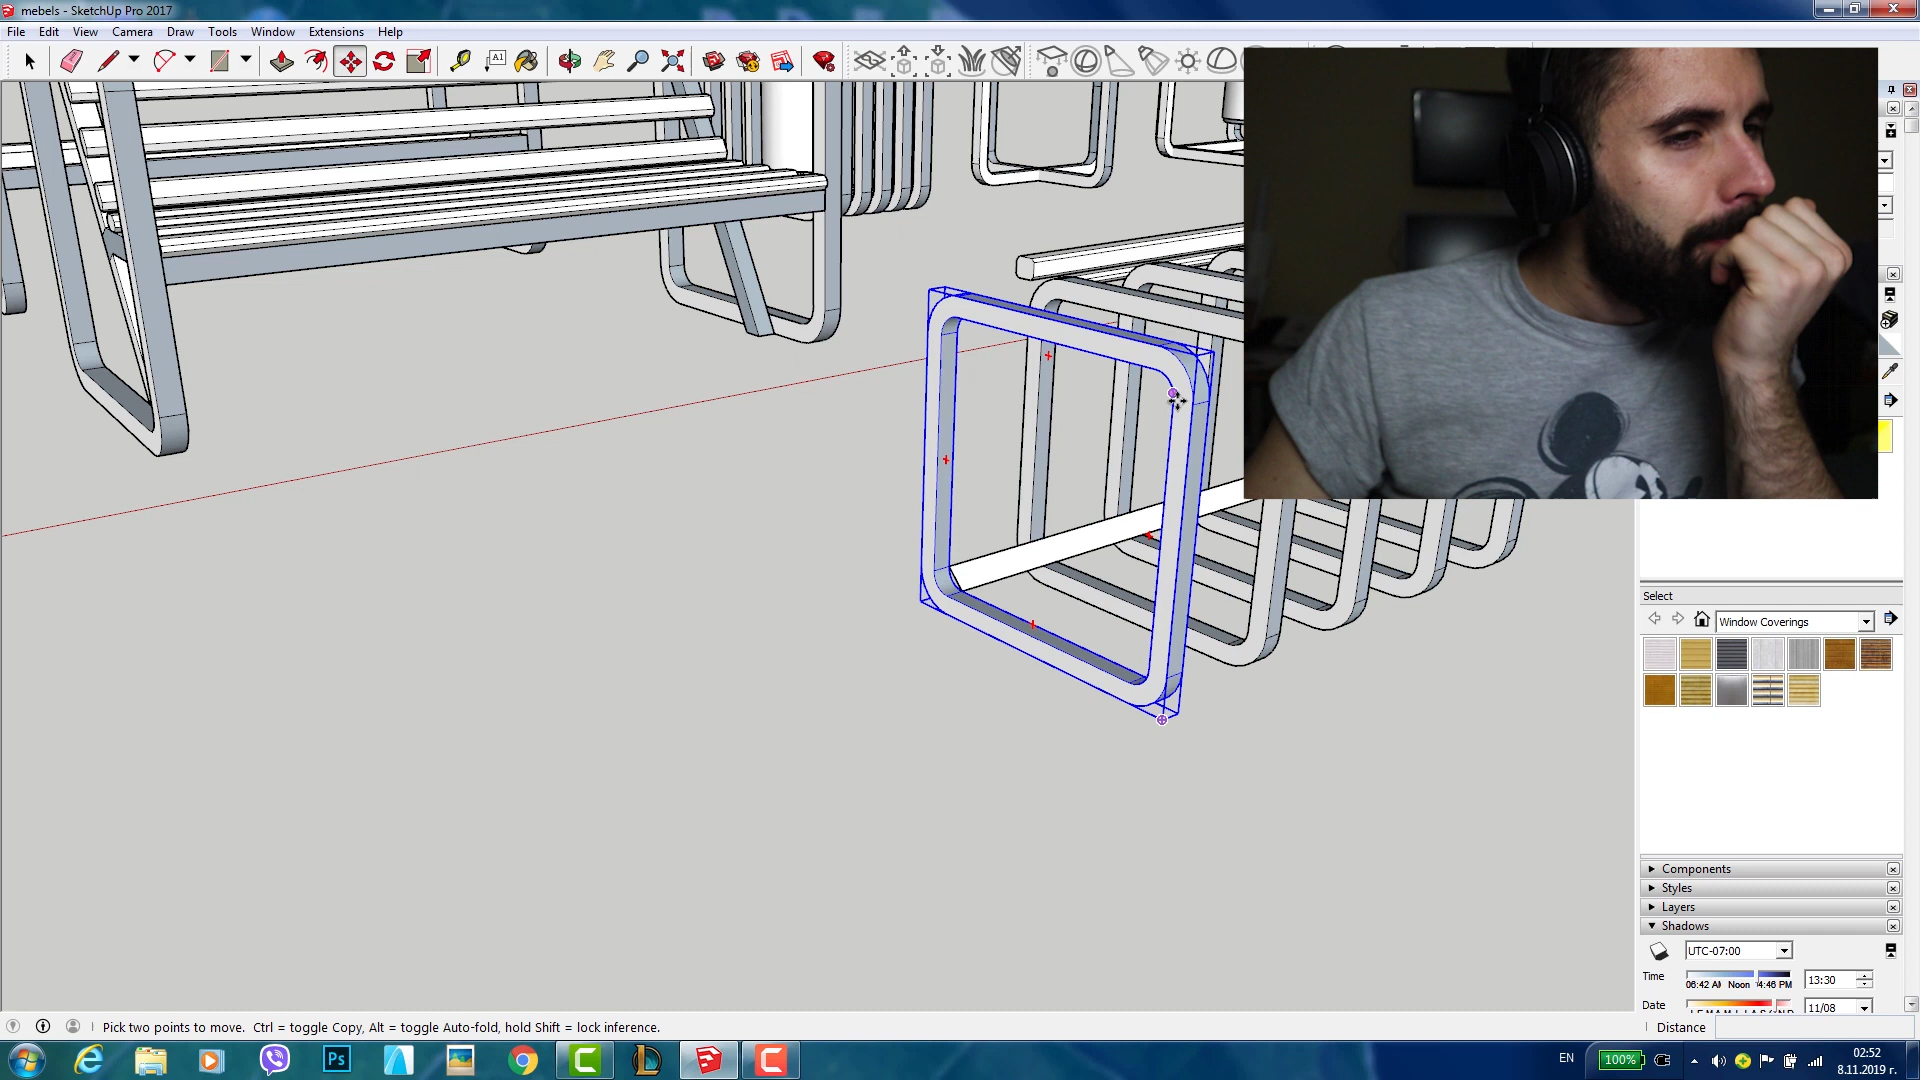 mebels - SketchUp Pro 2017
File Edit View Camera Draw Tools Window Extensions Help
A1
Select
Window Coverings
Components
Styles
Layers
Shadows
UTC-07:00
Time
06:42 AM Noon 4:46 PM
13:30
Date
J F M A M J J A S O N D
11/08
Pick two points to move. Ctrl = toggle Copy, Alt = toggle Auto-fold, hold Shift = lock inference.
Distance
Ps
EN
100%
02:52
8.11.2019 г.